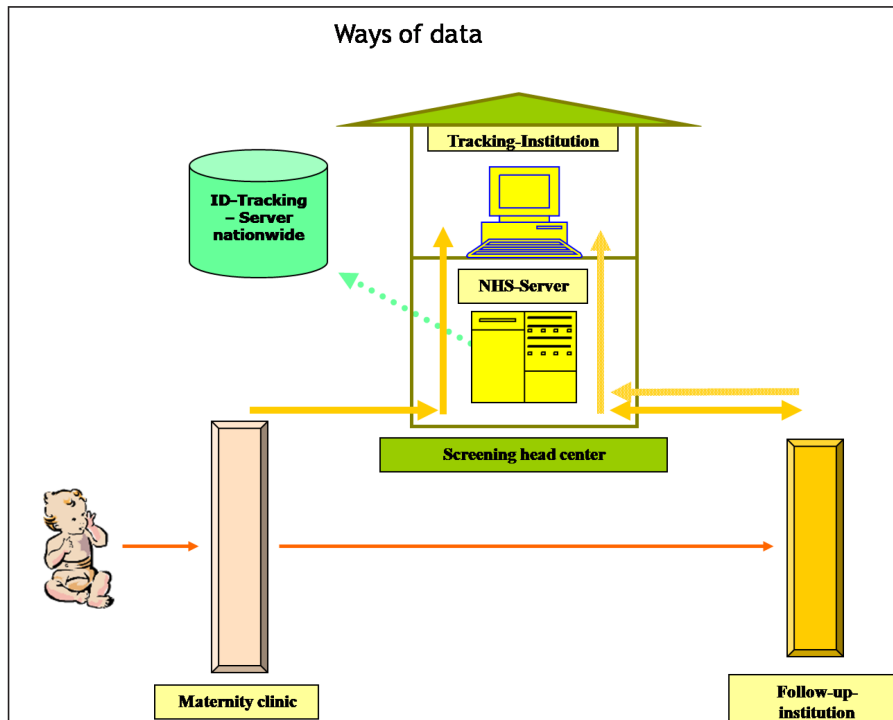 Ways of data
Tracking-Institution
ID-Tracking
– Server
nationwide
NHS-Server
Screening head center
Maternity clinic
Follow-up-
institution